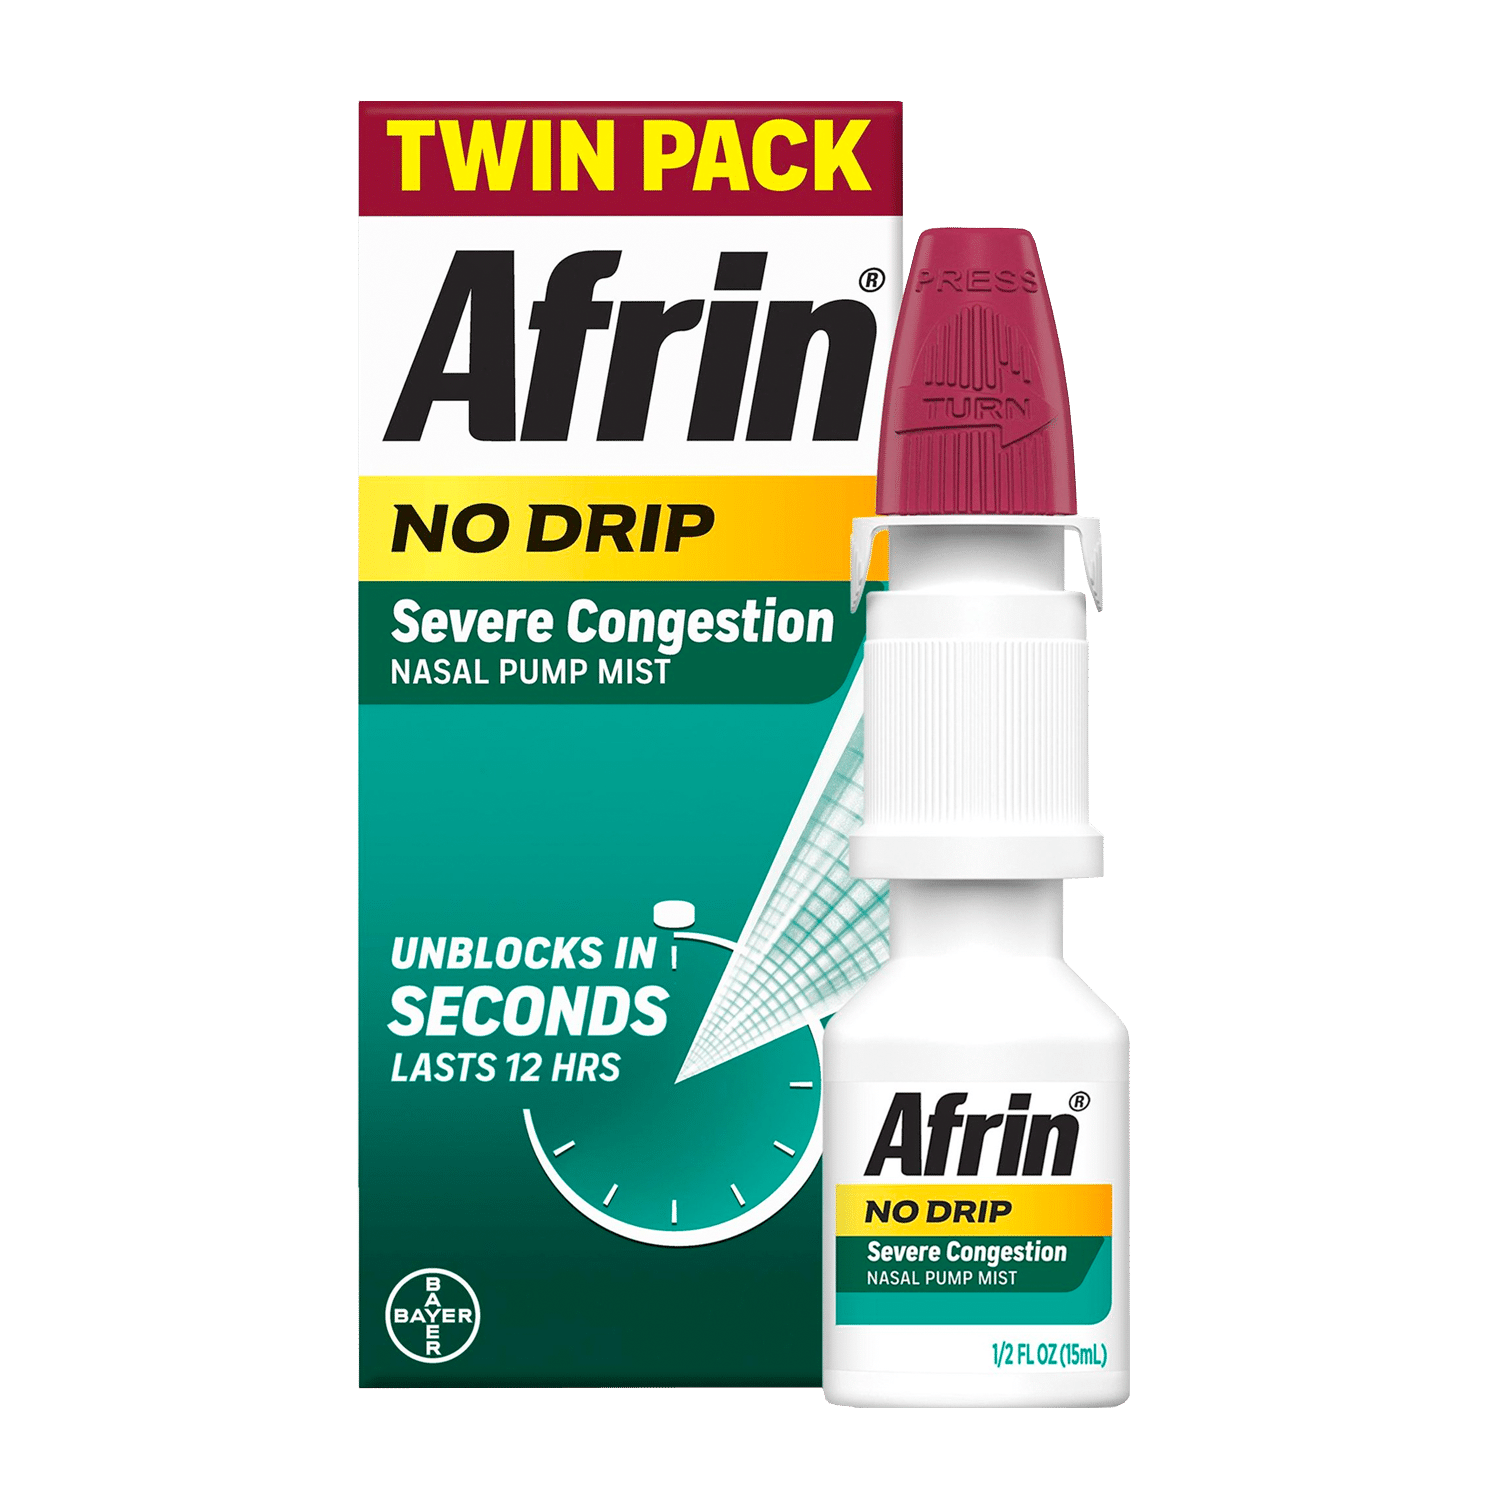 TWIN PACK
Afrin®
NO DRIP
Severe Congestion
NASAL PUMP MIST
UNBLOCKS IN
SECONDS
LASTS 12 HRS
BAYER
BAYER
PRESS
TURN
Afrin®
NO DRIP
Severe Congestion
NASAL PUMP MIST
1/2 FL OZ (15mL)